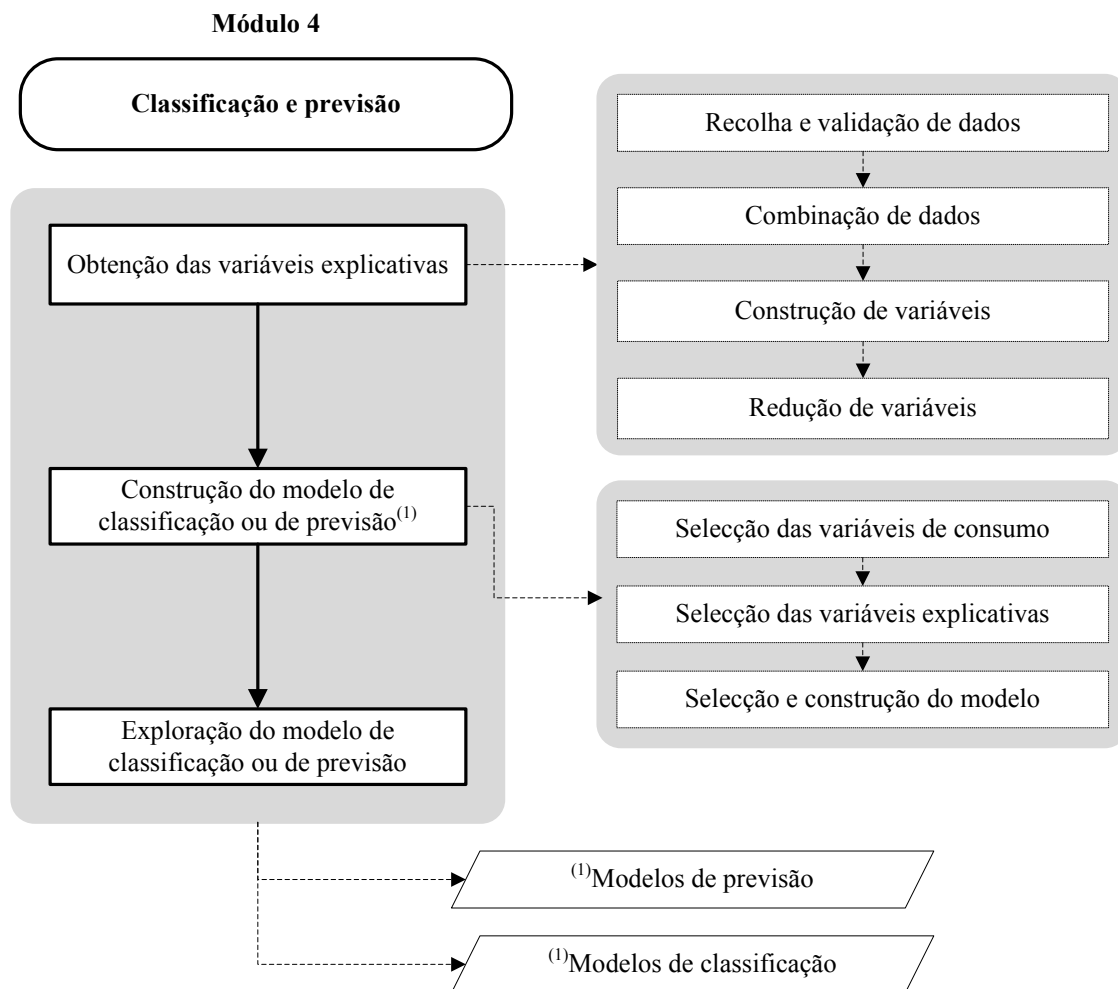 Módulo 4
Classificação e previsão
Obtenção das variáveis explicativas
Construção do modelo de
classificação ou de previsão(1)
Exploração do modelo de
classificação ou de previsão
Recolha e validação de dados
Combinação de dados
Construção de variáveis
Redução de variáveis
Selecção das variáveis de consumo
Selecção das variáveis explicativas
Selecção e construção do modelo
(1)Modelos de previsão
(1)Modelos de classificação